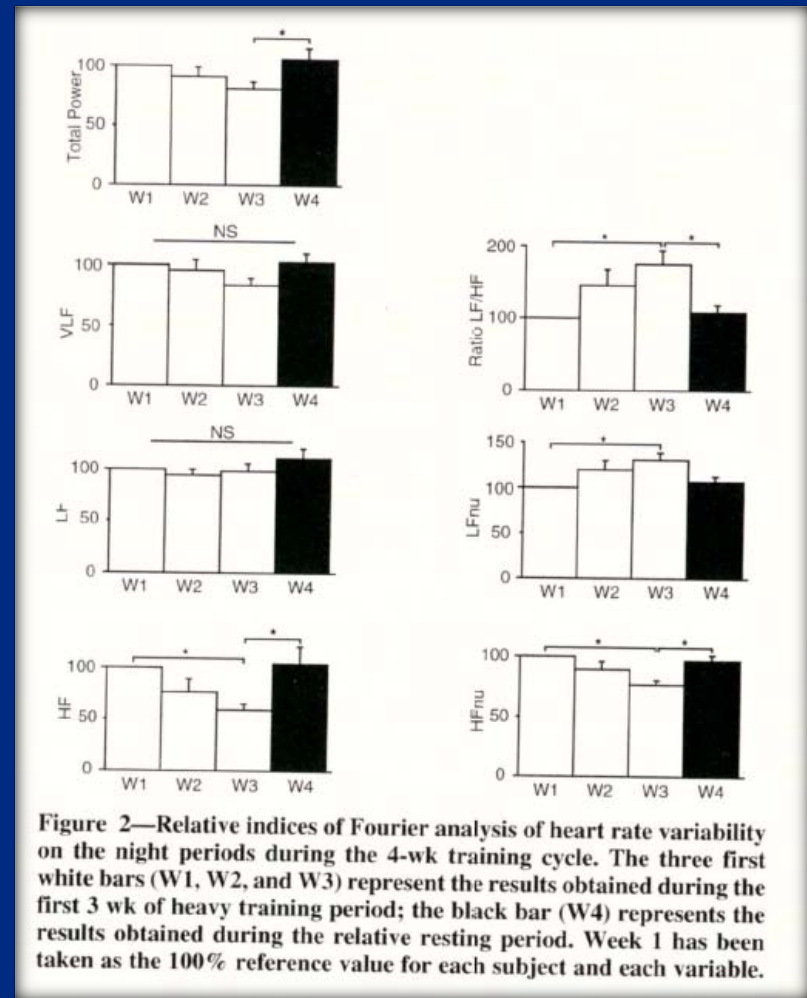 *
Total Power
100
50
0
W1 W2 W3 W4
NS
VLF
100
50
0
W1 W2 W3 W4
* *
Ratio LF/HF
200
100
0
W1 W2 W3 W4
NS
LF
100
50
0
W1 W2 W3 W4
*
LFnu
150
100
50
0
W1 W2 W3 W4
* *
HF
100
50
0
W1 W2 W3 W4
* *
HFnu
100
50
0
W1 W2 W3 W4
Figure 2—Relative indices of Fourier analysis of heart rate variability
on the night periods during the 4-wk training cycle. The three first
white bars (W1, W2, and W3) represent the results obtained during the
first 3 wk of heavy training period; the black bar (W4) represents the
results obtained during the relative resting period. Week 1 has been
taken as the 100% reference value for each subject and each variable.